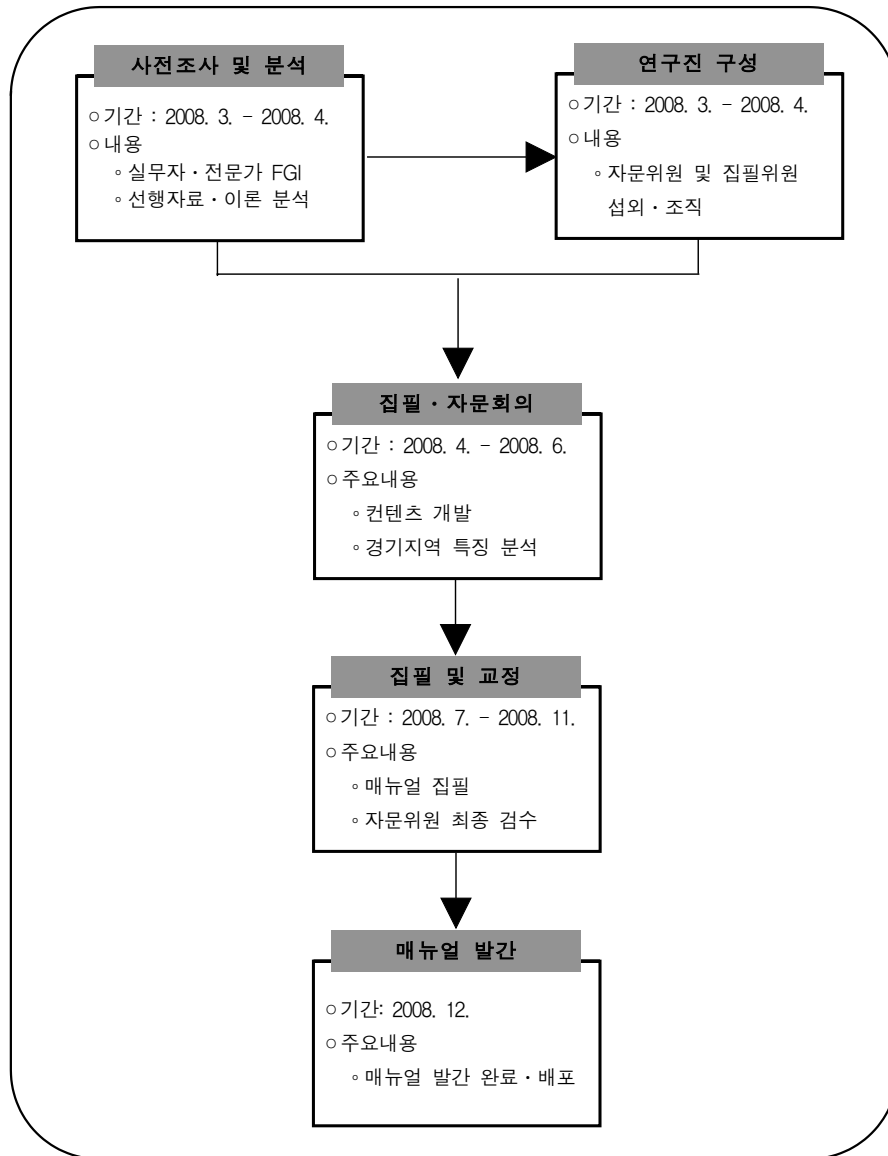 사전조사 및 분석
○기간 : 2008. 3. - 2008. 4.
○내용
◦실무자·전문가 FGI
◦선행자료·이론 분석
연구진 구성
○기간 : 2008. 3. - 2008. 4.
○내용
◦자문위원 및 집필위원
섭외·조직
집필·자문회의
○기간 : 2008. 4. - 2008. 6.
○주요내용
◦컨텐츠 개발
◦경기지역 특징 분석
집필 및 교정
○기간 : 2008. 7. - 2008. 11.
○주요내용
◦매뉴얼 집필
◦자문위원 최종 검수
매뉴얼 발간
○기간: 2008. 12.
○주요내용
◦매뉴얼 발간 완료·배포